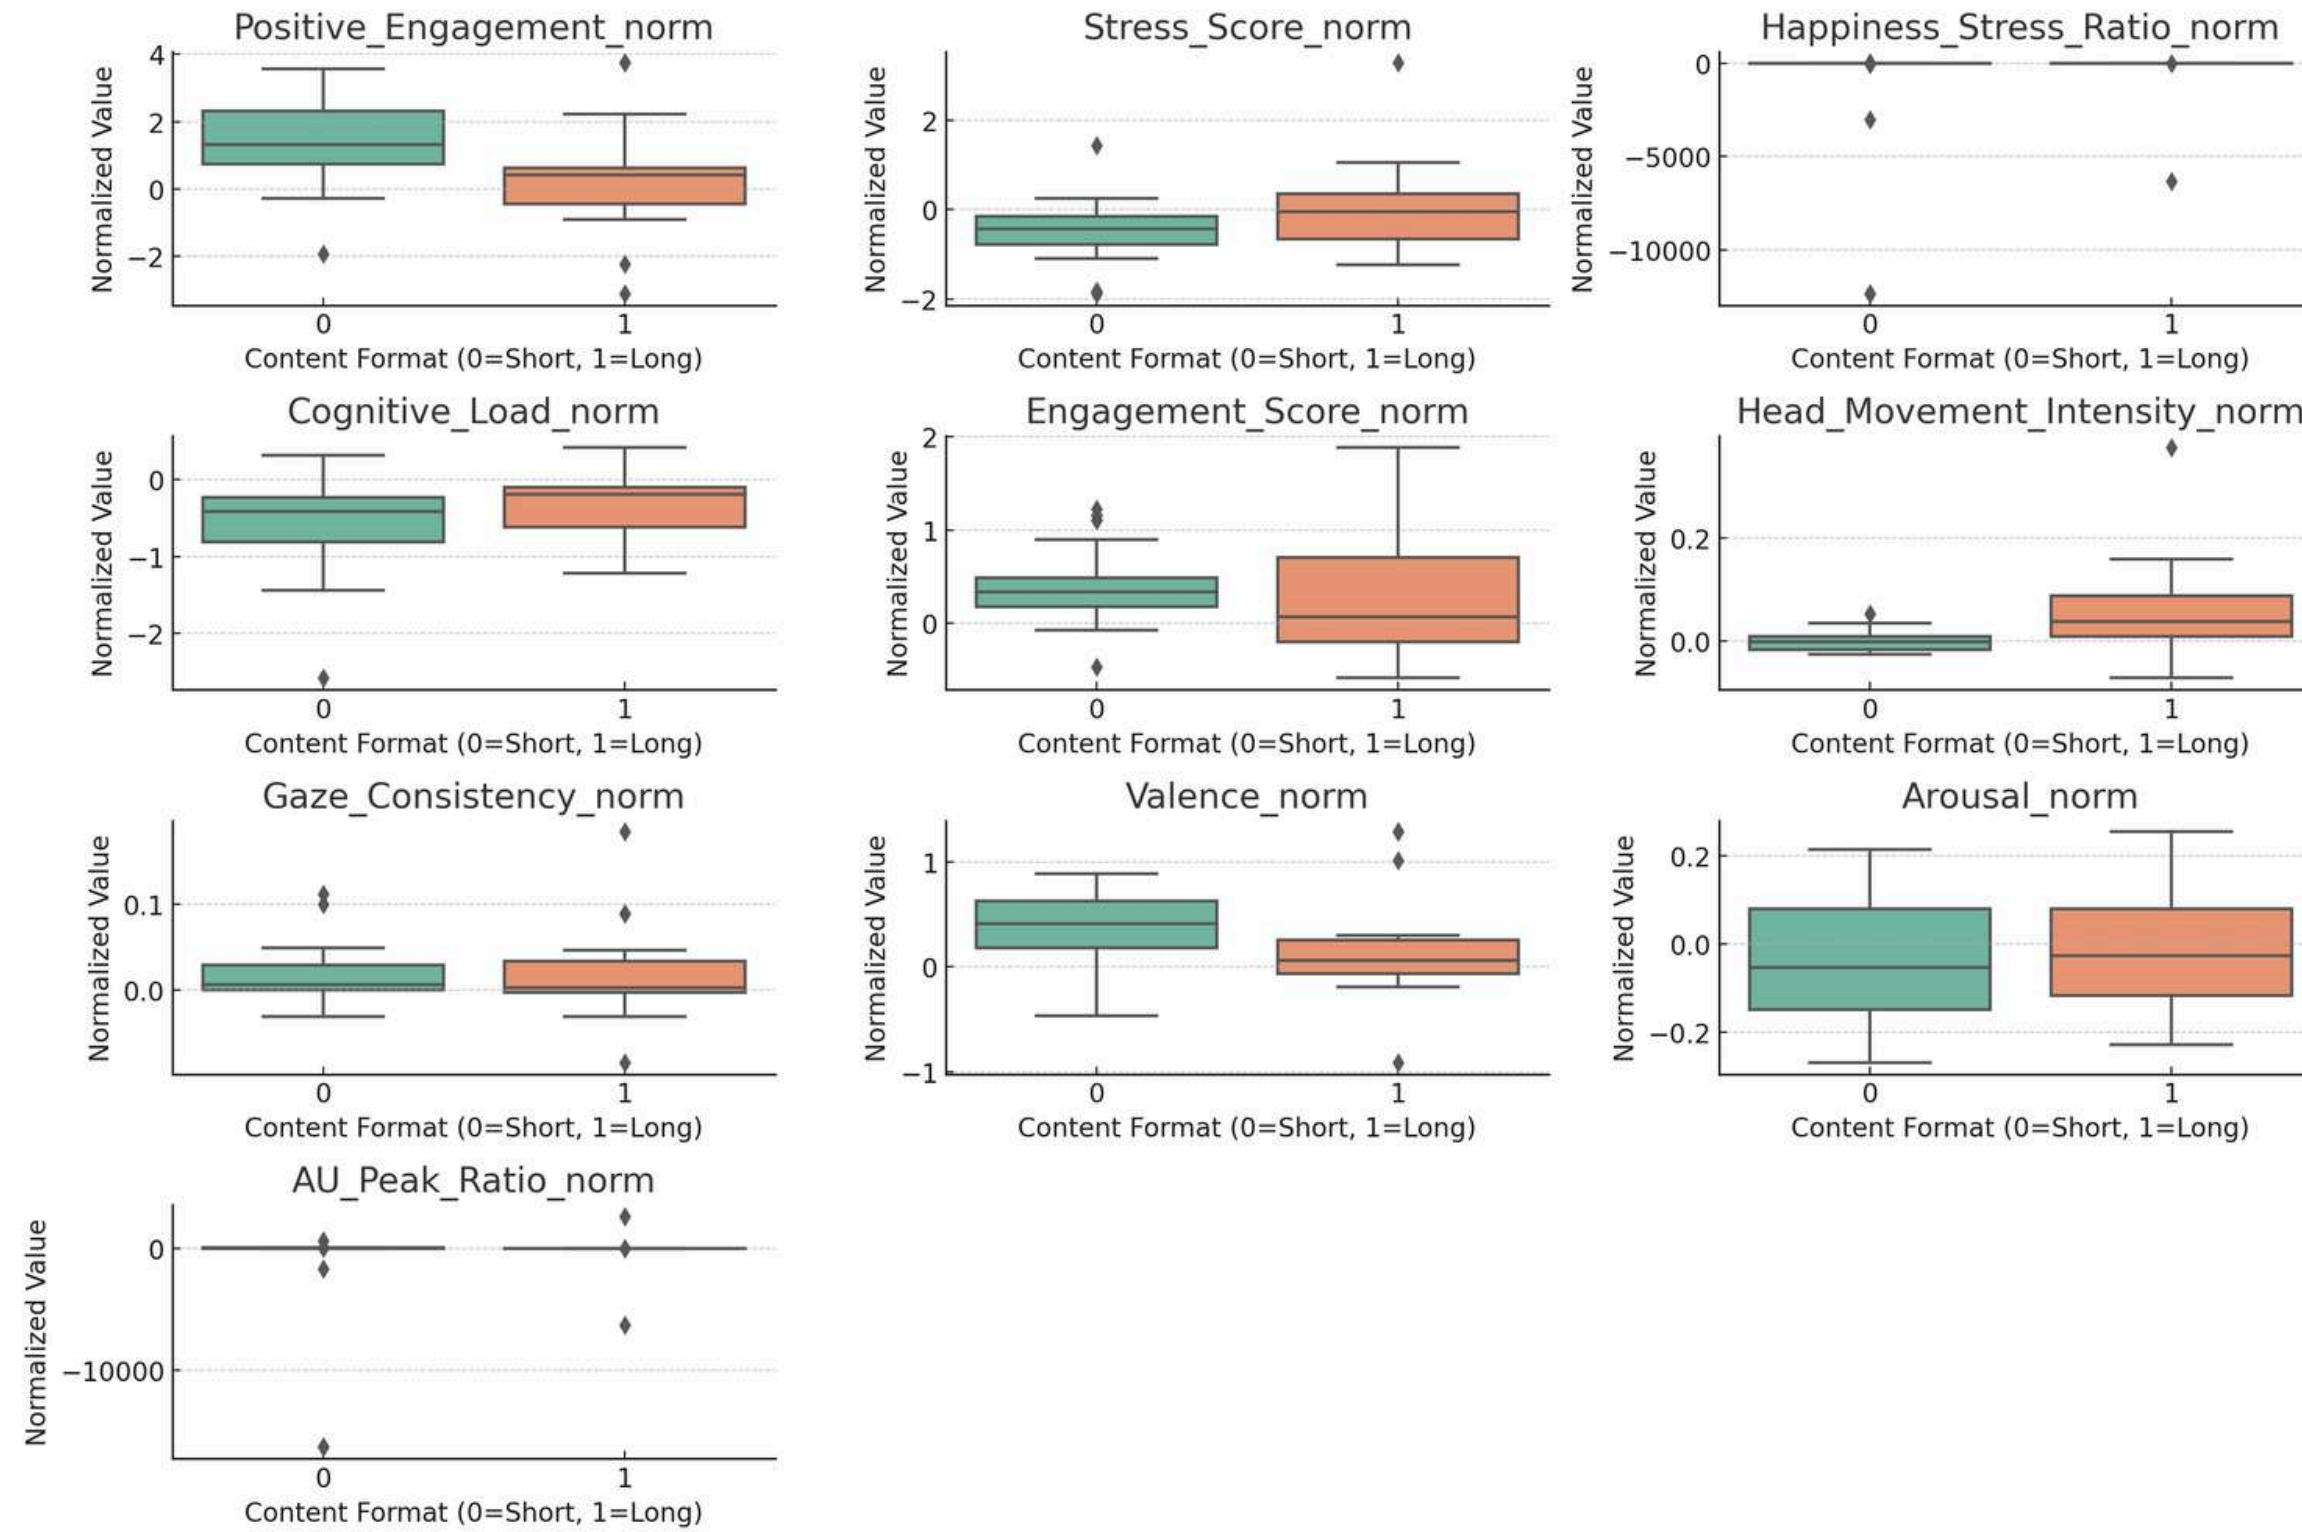 Positive_Engagement_norm
Normalized Value
4
2
0
−2
0
1
Content Format (0=Short, 1=Long)
Stress_Score_norm
Normalized Value
2
0
−2
0
1
Content Format (0=Short, 1=Long)
Happiness_Stress_Ratio_norm
Normalized Value
0
−5000
−10000
0
1
Content Format (0=Short, 1=Long)
Cognitive_Load_norm
Normalized Value
0
−1
−2
0
1
Content Format (0=Short, 1=Long)
Engagement_Score_norm
Normalized Value
2
1
0
0
1
Content Format (0=Short, 1=Long)
Head_Movement_Intensity_norm
Normalized Value
0.2
0.0
0
1
Content Format (0=Short, 1=Long)
Gaze_Consistency_norm
Normalized Value
0.1
0.0
0
1
Content Format (0=Short, 1=Long)
Valence_norm
Normalized Value
1
0
−1
0
1
Content Format (0=Short, 1=Long)
Arousal_norm
Normalized Value
0.2
0.0
−0.2
0
1
Content Format (0=Short, 1=Long)
AU_Peak_Ratio_norm
Normalized Value
0
−10000
0
1
Content Format (0=Short, 1=Long)